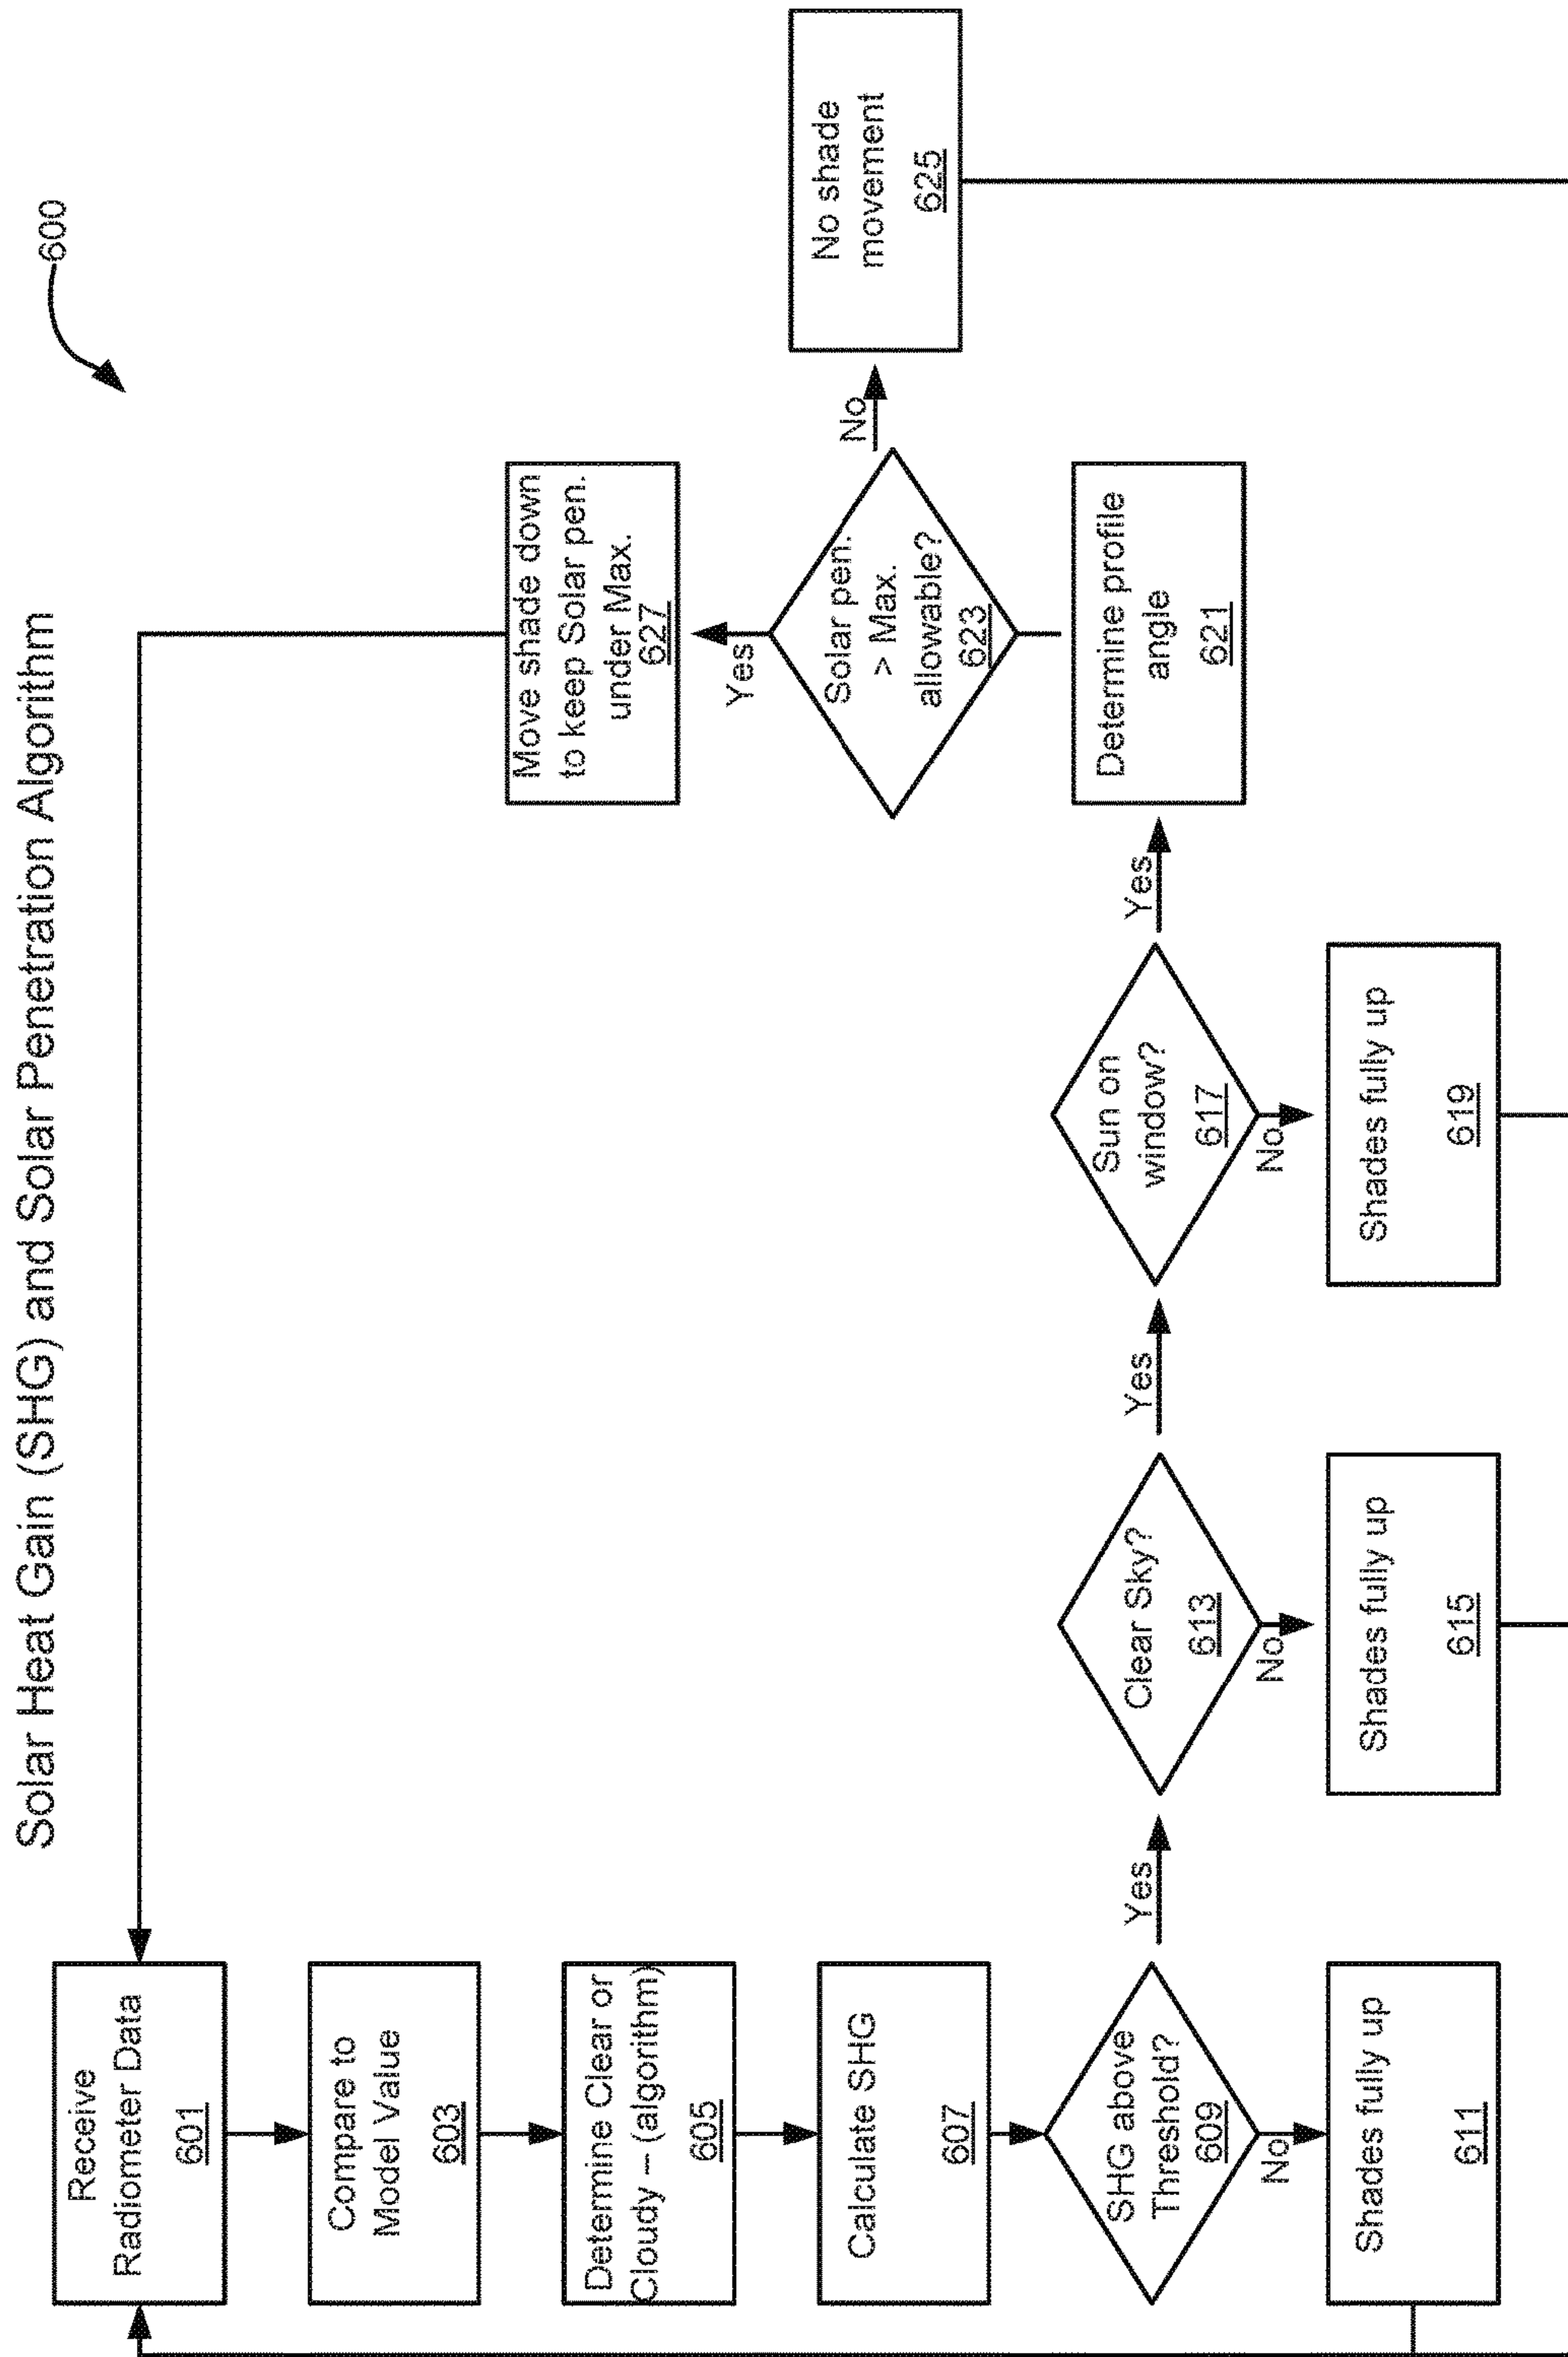 Solar Heat Gain (SHG) and Solar Penetration Algorithm
600
Receive
Radiometer Data
601
Compare to
Model Value
603
Determine Clear or
Cloudy – (algorithm)
605
Calculate SHG
607
SHG above
Threshold?
609
No
Shades fully up
611
Yes
Clear Sky?
613
No
Shades fully up
615
Yes
Sun on
window?
617
No
Shades fully up
619
Yes
Determine profile
angle
621
Solar pen.
> Max.
allowable?
623
Yes
Move shade down
to keep Solar pen.
under Max.
627
No
No shade
movement
625